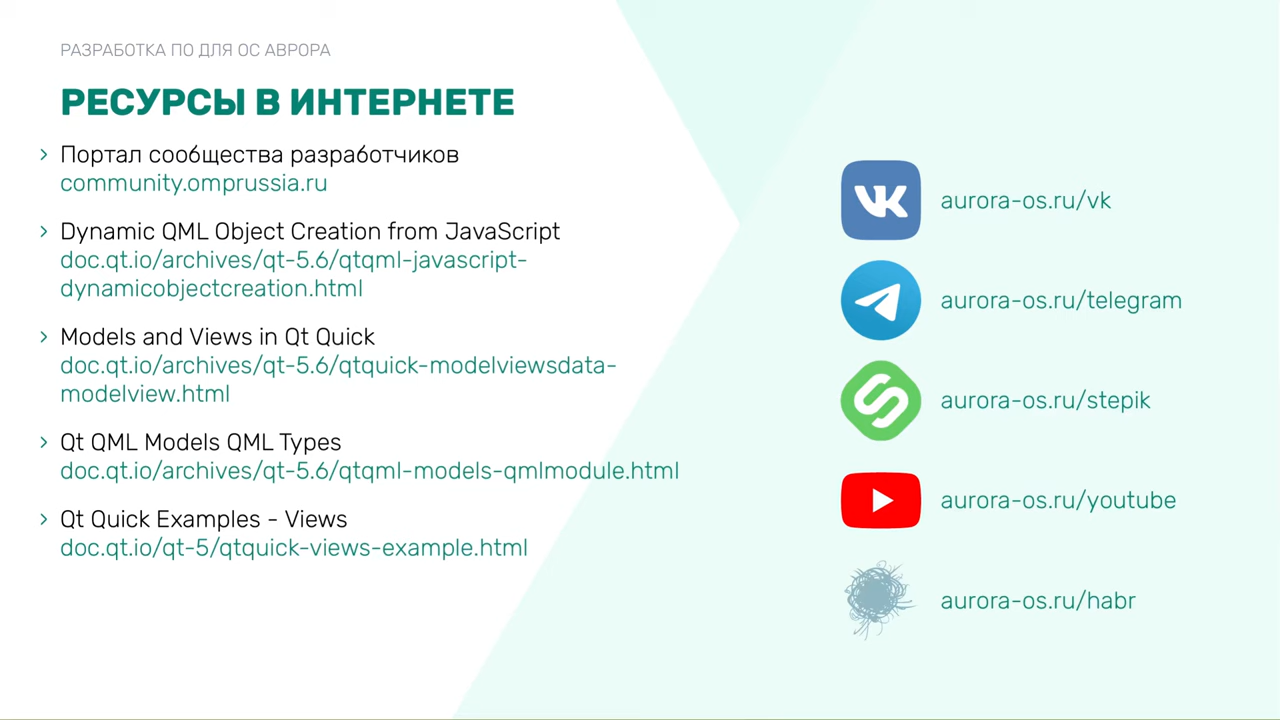 РАЗРАБОТКА ПО ДЛЯ ОС АВРОРА
РЕСУРСЫ В ИНТЕРНЕТЕ
Портал сообщества разработчиков
community.omprussia.ru
Dynamic QML Object Creation from JavaScript
doc.qt.io/archives/qt-5.6/qtqml-javascript-
dynamicobjectcreation.html
Models and Views in Qt Quick
doc.qt.io/archives/qt-5.6/qtquick-modelviewsdata-
modelview.html
Qt QML Models QML Types
doc.qt.io/archives/qt-5.6/qtqml-models-qmlmodule.html
Qt Quick Examples - Views
doc.qt.io/qt-5/qtquick-views-example.html
aurora-os.ru/vk
aurora-os.ru/telegram
aurora-os.ru/stepik
aurora-os.ru/youtube
aurora-os.ru/habr